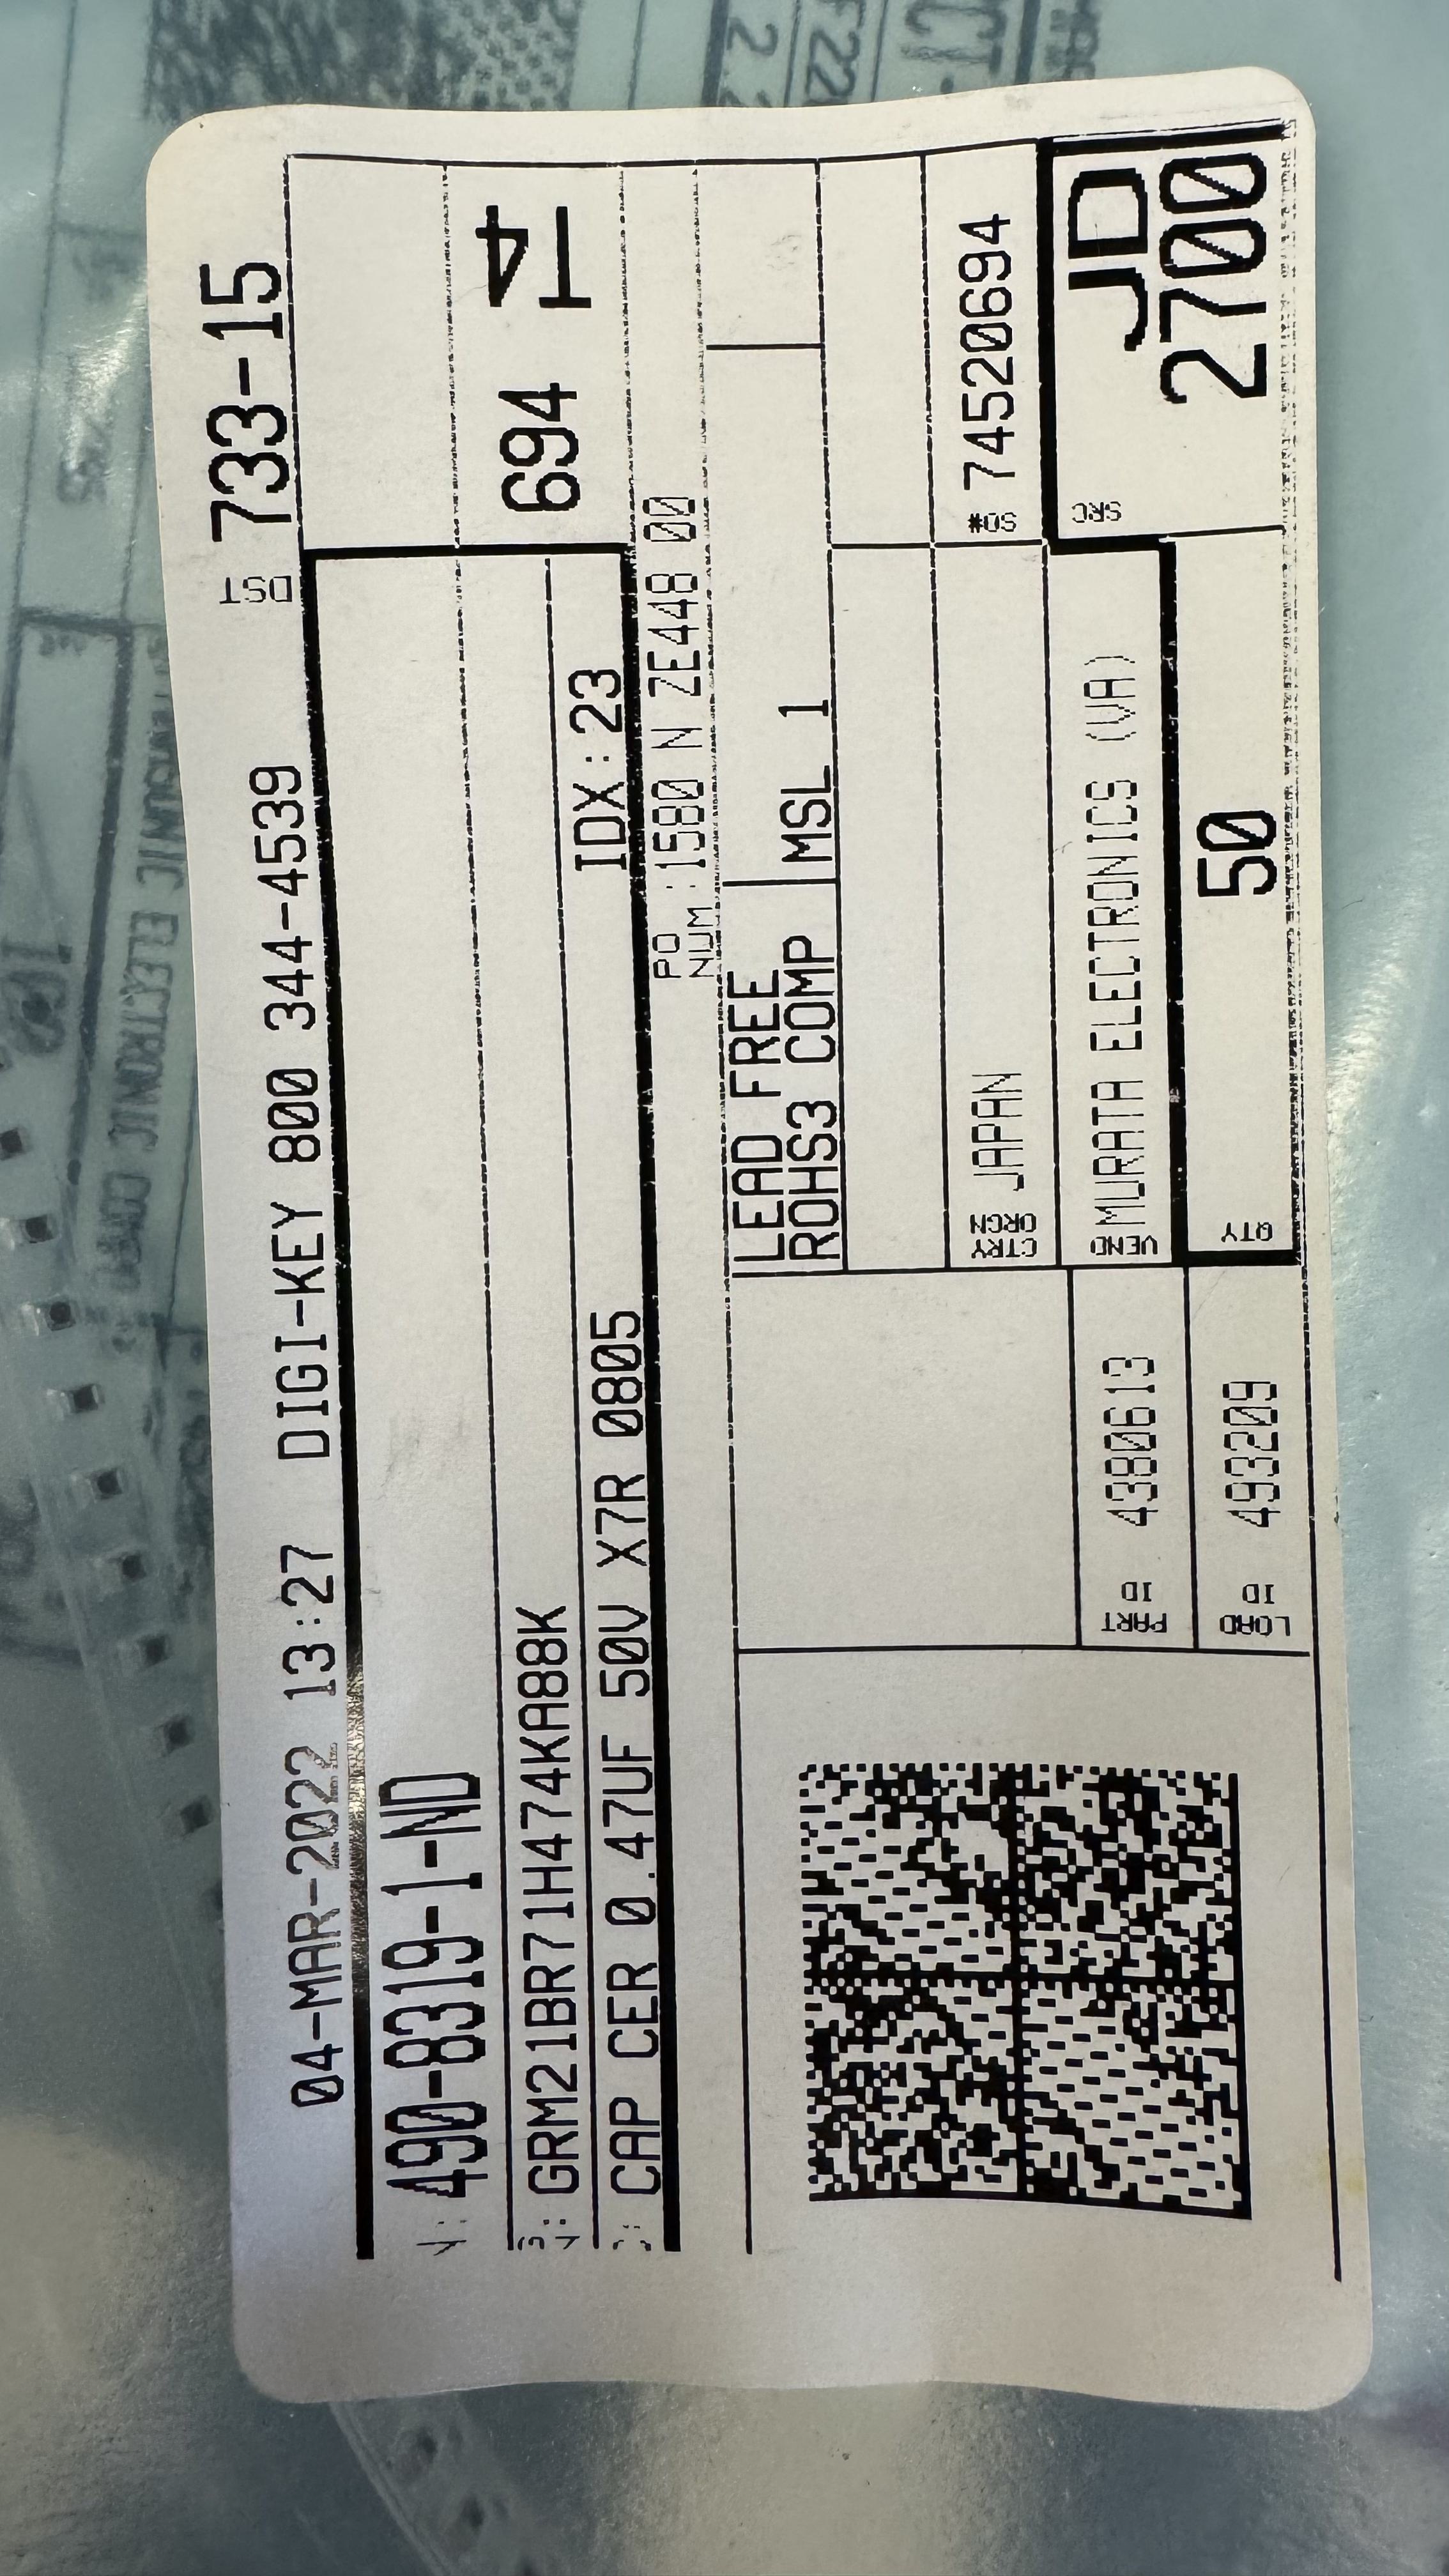 04-MAR-2022 13:27 DIGI-KEY 800 344-4539
DST 733-15
490-8319-1-ND
GRM21BR71H474KA88K
694
T4
CAP CER 0.47UF 50V X7R 0805
IDX:23
PO NUM:1580 N ZE448 00
LEAD FREE
ROHS3 COMP
MSL 1
CTRY ORGN
JAPAN
SO# 74520694
PART ID
4380613
VEND MURATA ELECTRONICS (VA)
SRC JD
2700
LOAD ID
493209
QTY 50
ELECTRONIC